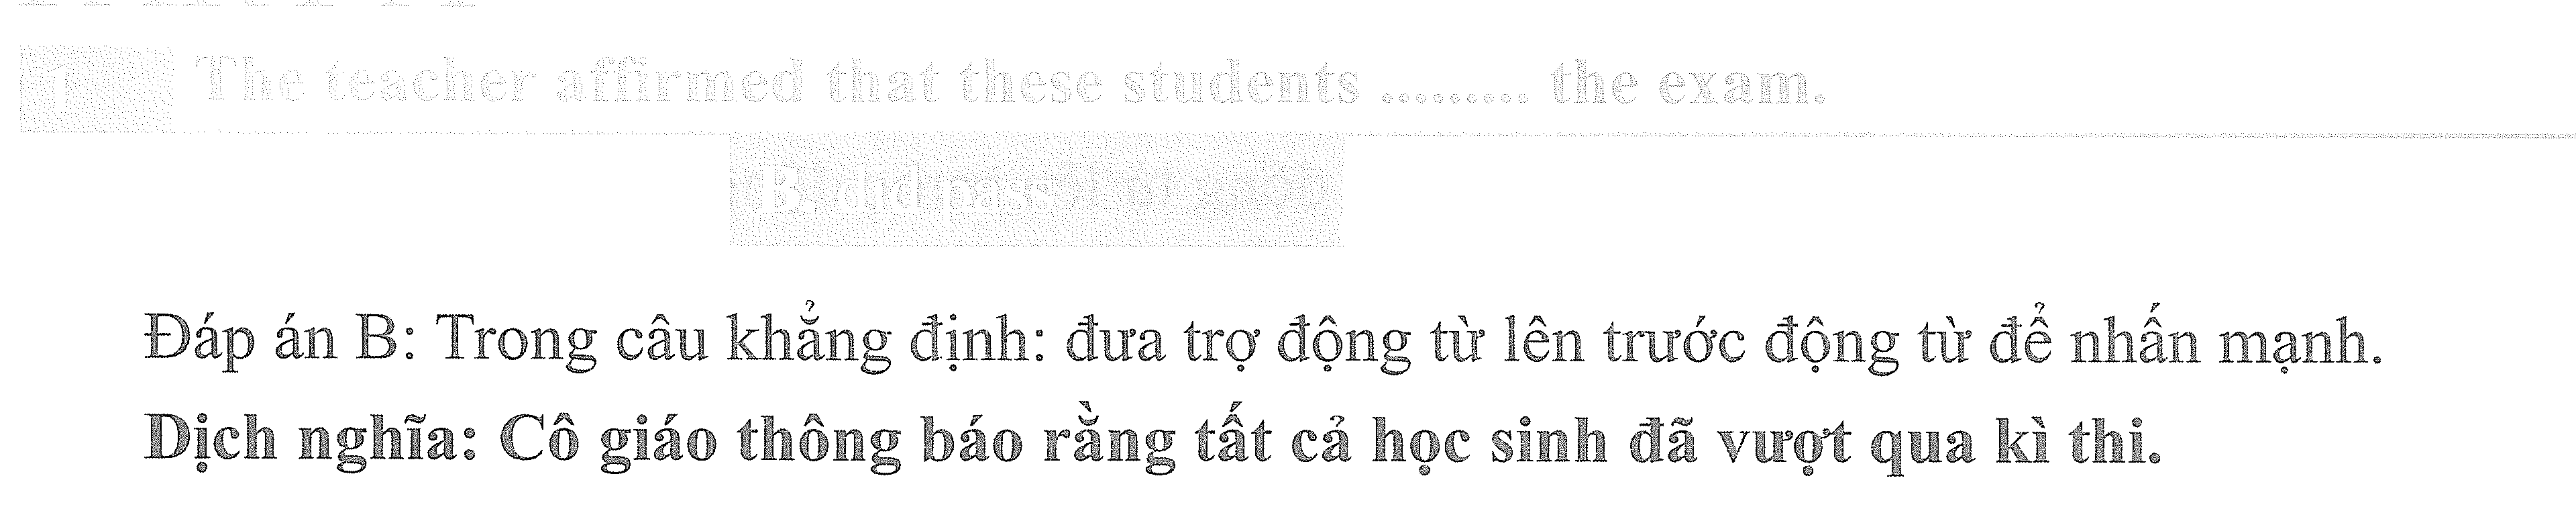 1 The teacher affirmed that these students ......... the exam.
B. did pass
Đáp án B: Trong câu khẳng định: đưa trợ động từ lên trước động từ để nhấn mạnh.
Dịch nghĩa: Cô giáo thông báo rằng tất cả học sinh đã vượt qua kì thi.